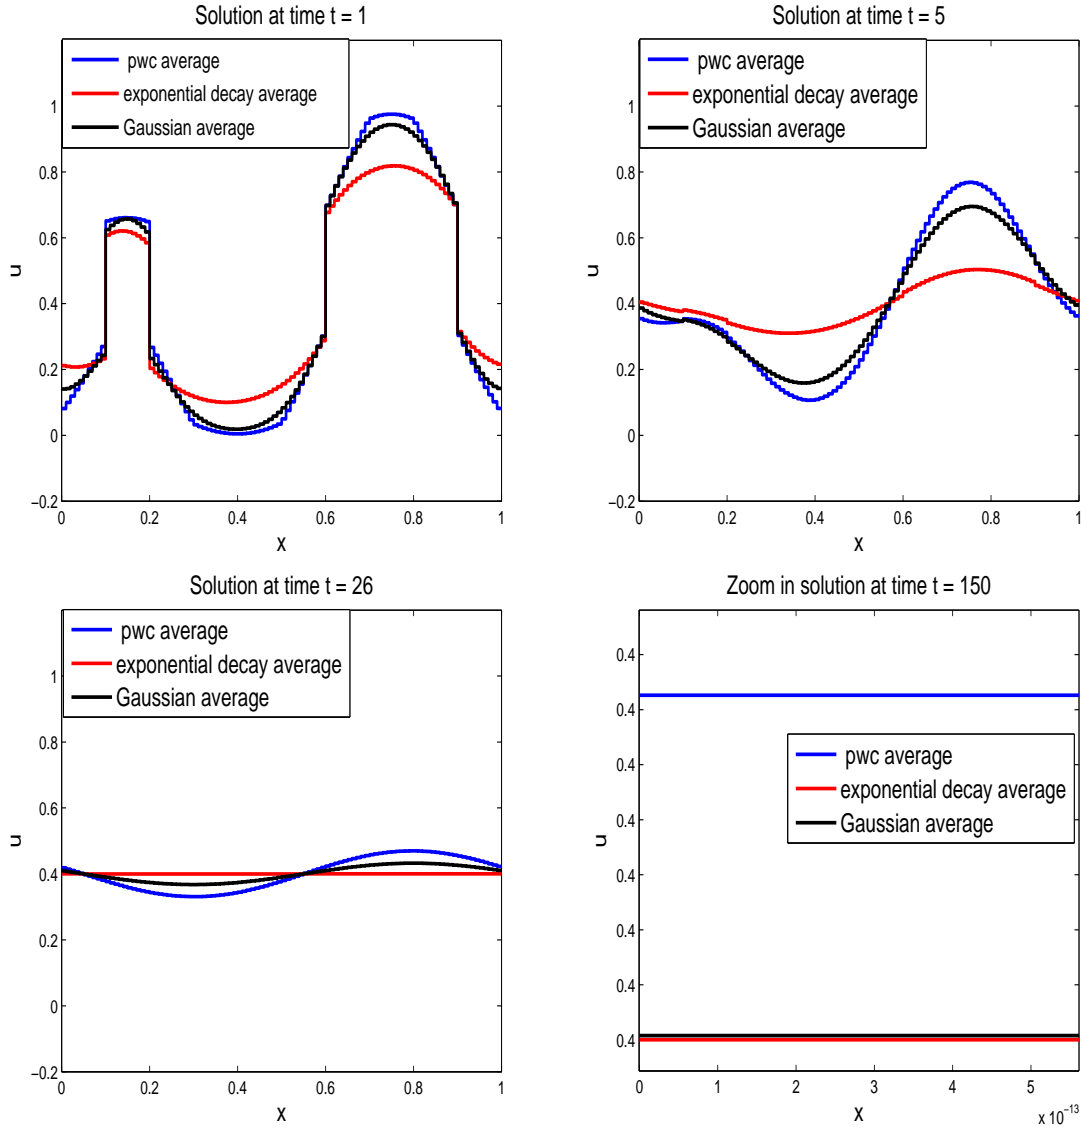 Solution at time t = 1
pwc average
exponential decay average
Gaussian average
1
0.8
0.6
0.4
0.2
0
−0.2
u
0
0.2
0.4
0.6
0.8
1
x
Solution at time t = 5
pwc average
exponential decay average
Gaussian average
1
0.8
0.6
0.4
0.2
0
−0.2
u
0
0.2
0.4
0.6
0.8
1
x
Solution at time t = 26
pwc average
exponential decay average
Gaussian average
1
0.8
0.6
0.4
0.2
0
−0.2
u
0
0.2
0.4
0.6
0.8
1
x
Zoom in solution at time t = 150
pwc average
exponential decay average
Gaussian average
0.4
0.4
0.4
0.4
0.4
0.4
0.4
0.4
u
0
1
2
3
4
5
x
x 10−13